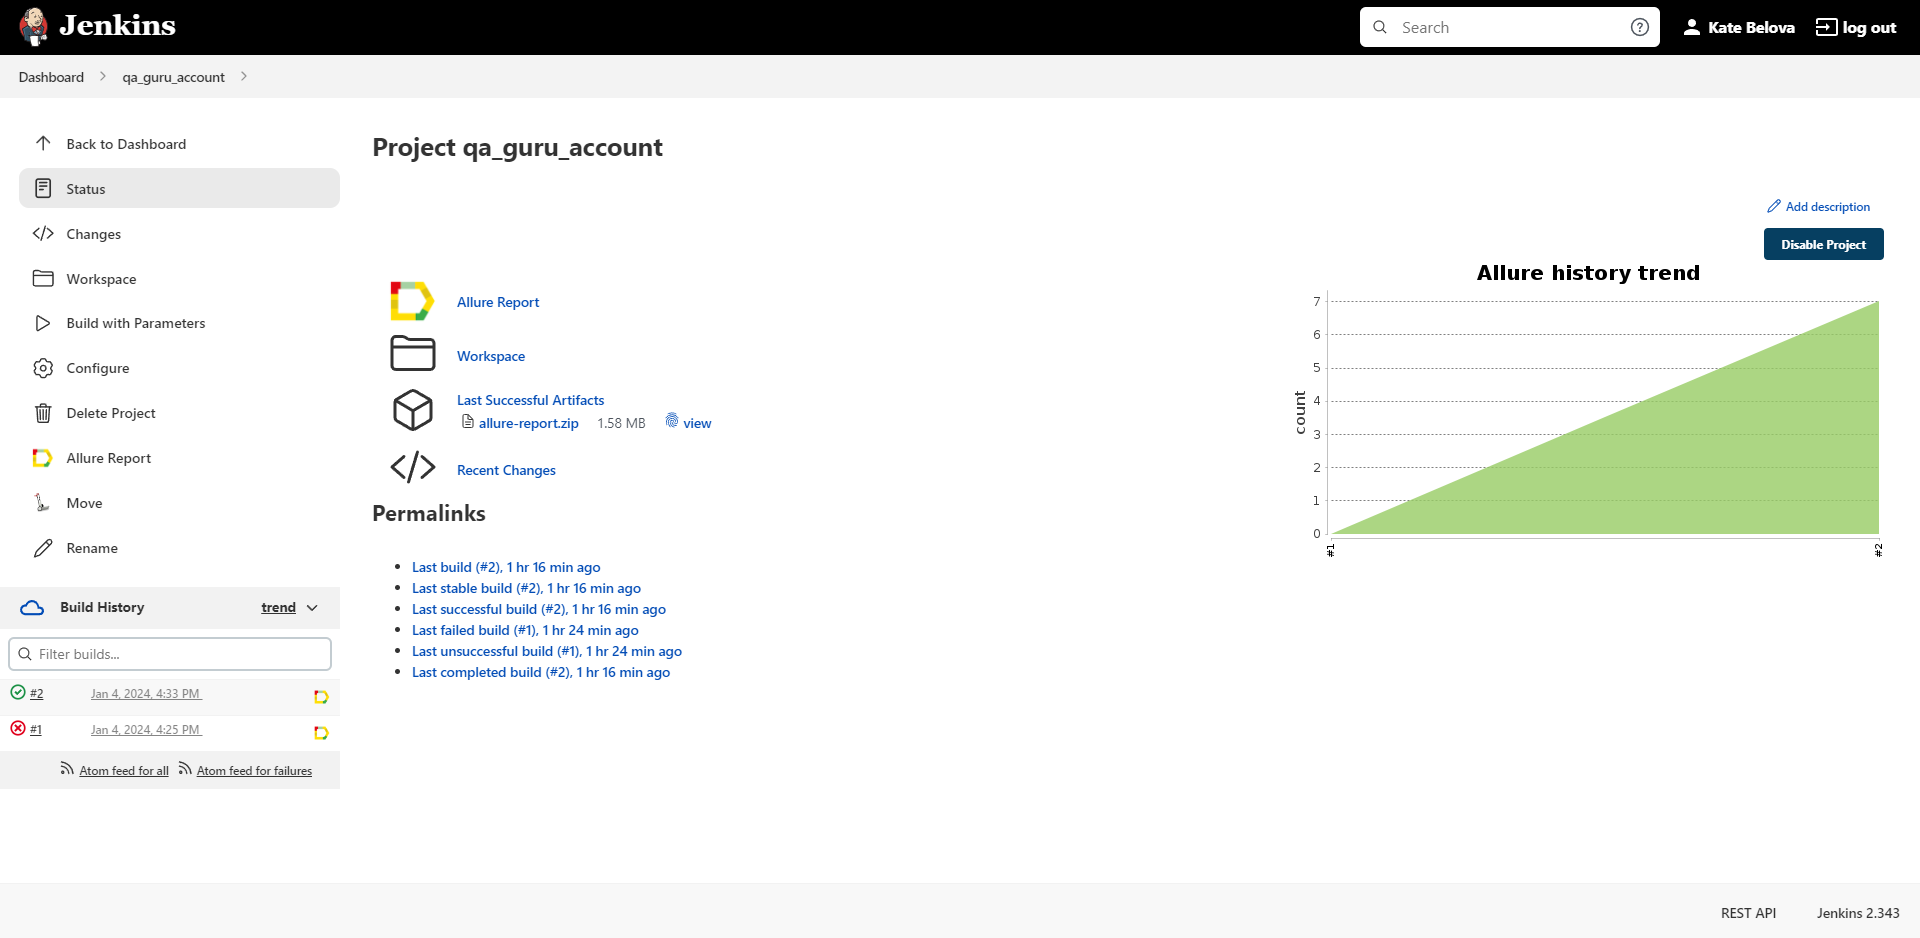 Jenkins
Search
Kate Belova
log out
Dashboard
qa_guru_account
Back to Dashboard
Status
Changes
Workspace
Build with Parameters
Configure
Delete Project
Allure Report
Move
Rename
Build History
trend
Filter builds...
#2 Jan 4, 2024, 4:33 PM
#1 Jan 4, 2024, 4:25 PM
Atom feed for all
Atom feed for failures
Project qa_guru_account
Add description
Disable Project
Allure Report
Workspace
Last Successful Artifacts
allure-report.zip 1.58 MB view
Recent Changes
Permalinks
Last build (#2), 1 hr 16 min ago
Last stable build (#2), 1 hr 16 min ago
Last successful build (#2), 1 hr 16 min ago
Last failed build (#1), 1 hr 24 min ago
Last unsuccessful build (#1), 1 hr 24 min ago
Last completed build (#2), 1 hr 16 min ago
Allure history trend
count
7
6
5
4
3
2
1
0
#1
#2
REST API
Jenkins 2.343